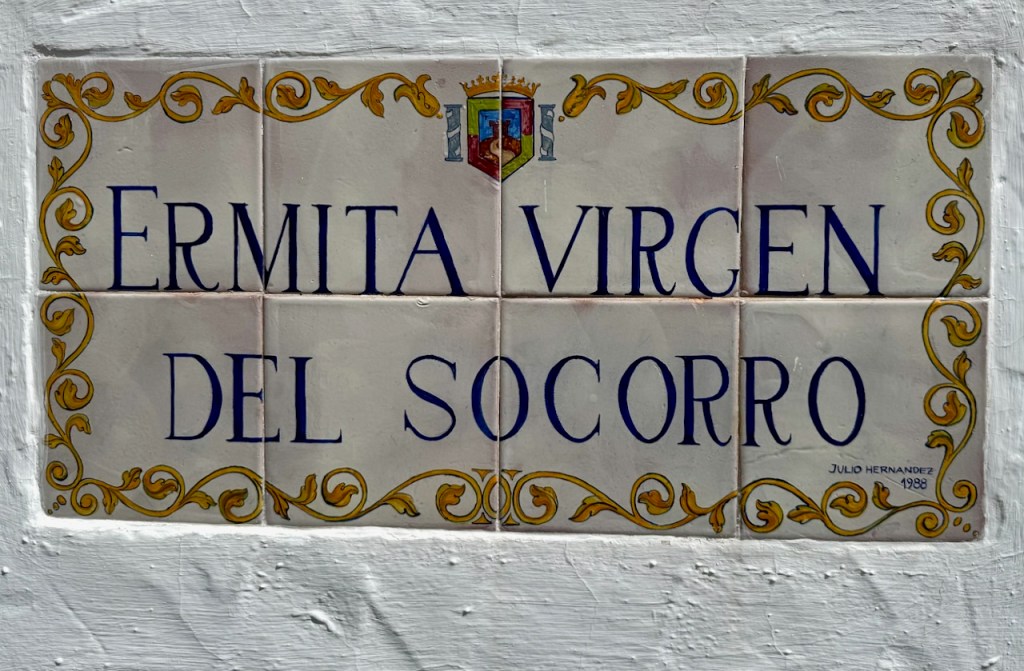 ERMITA VIRGEN
DEL SOCORRO
JULIO HERNANDEZ
1988